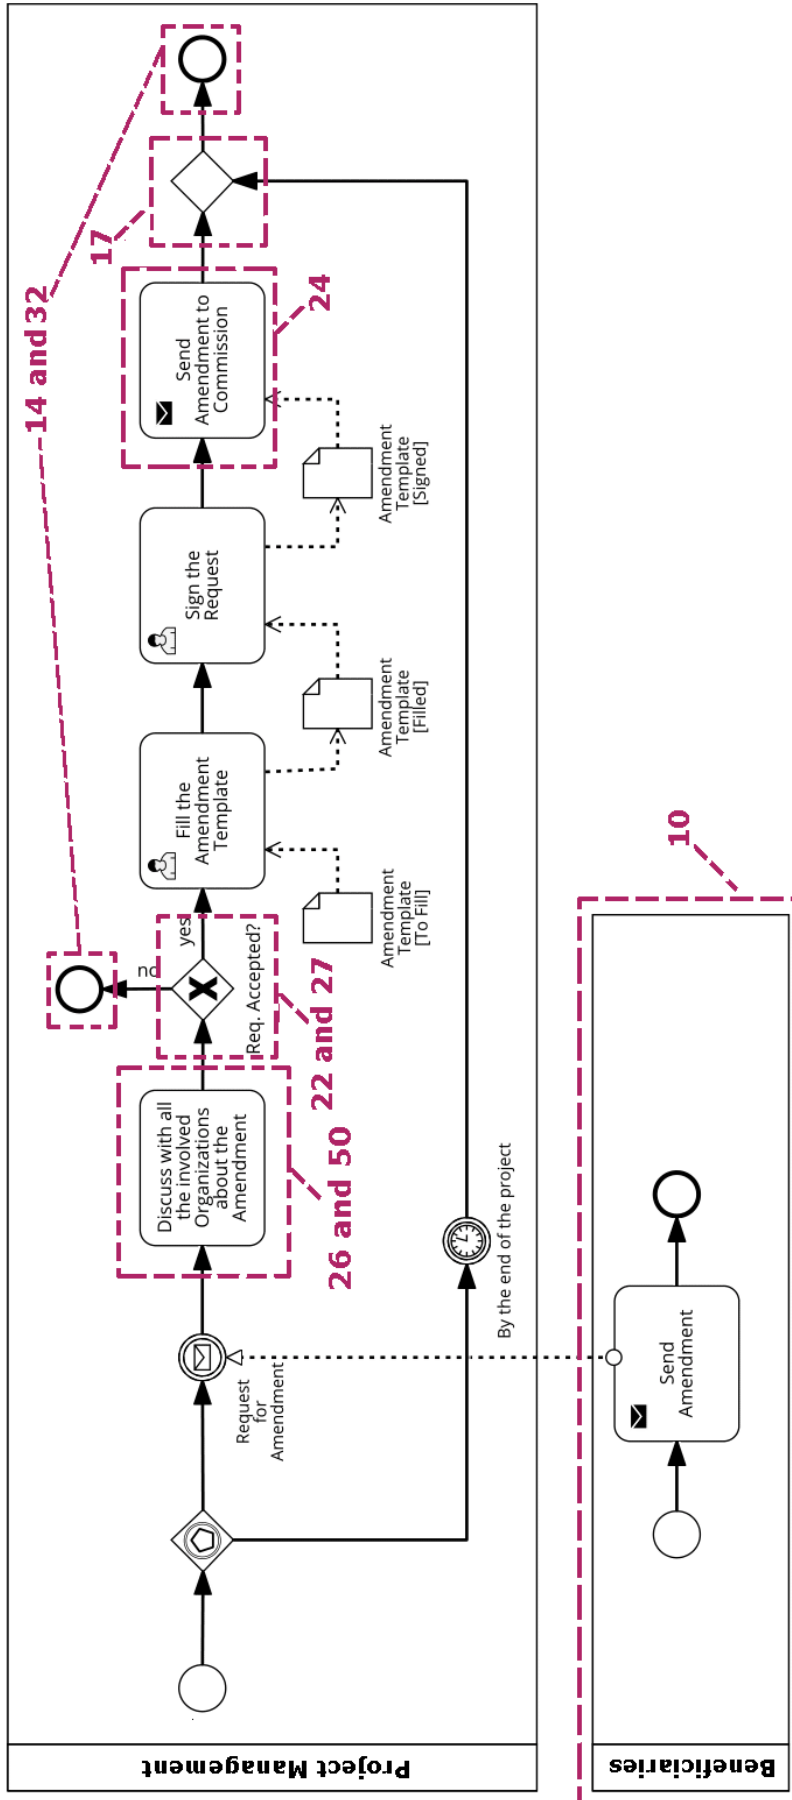 Project Management
Request
for
Amendment
Discuss with all
the involved
Organizations
about the
Amendment
26 and 50
Req. Accepted?
22 and 27
no
yes
14 and 32
Fill the
Amendment
Template
Amendment
Template
[To Fill]
Amendment
Template
[Filled]
Sign the
Request
Amendment
Template
[Signed]
Send
Amendment to
Commission
24
17
By the end of the project
Beneficiaries
Send
Amendment
10